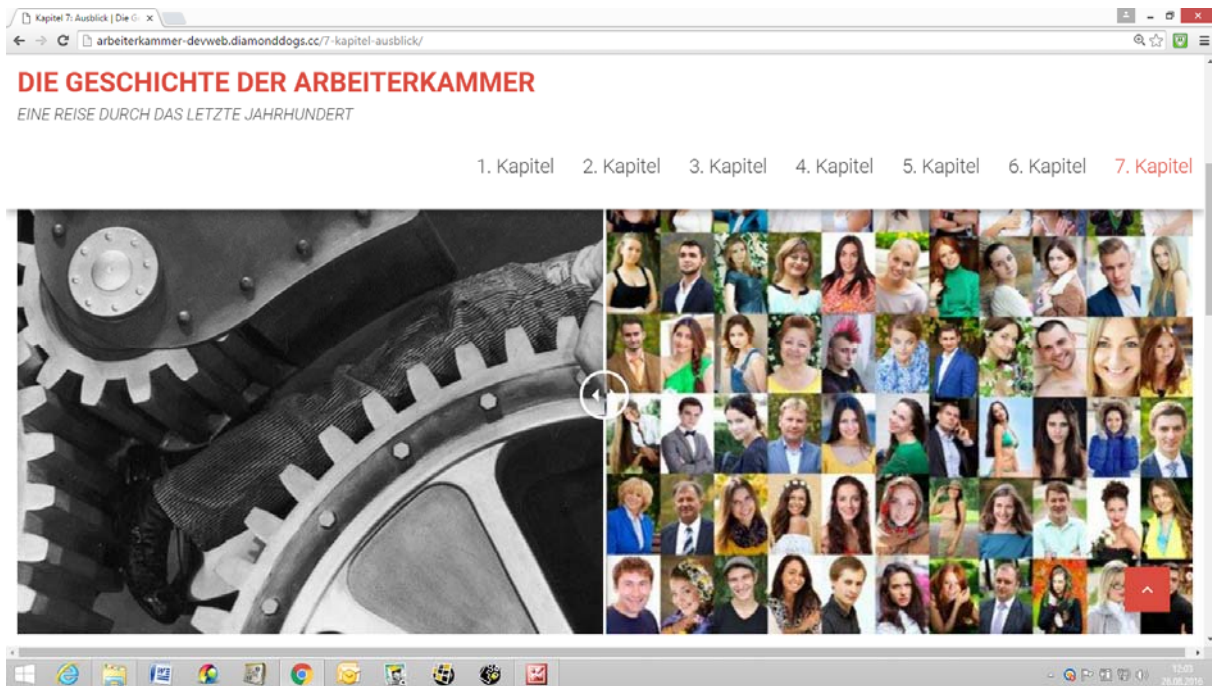 Kapitel 7: Ausblick | Die G
arbeiterkammer-devweb.diamonddogs.cc/7-kapitel-ausblick/
DIE GESCHICHTE DER ARBEITERKAMMER
EINE REISE DURCH DAS LETZTE JAHRHUNDERT
1. Kapitel 2. Kapitel 3. Kapitel 4. Kapitel 5. Kapitel 6. Kapitel 7. Kapitel
12:03
26.08.2016